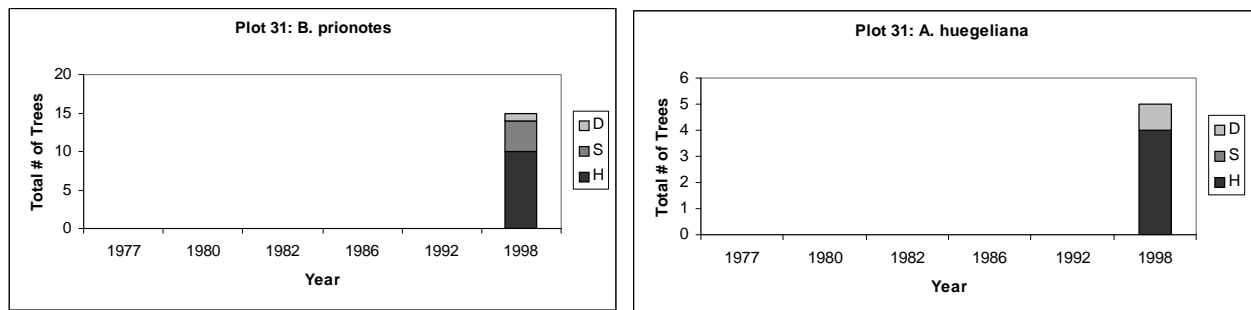 Plot 31: B. prionotes
20
15
10
5
0
Total # of Trees
1977 1980 1982 1986 1992 1998
Year
D
S
H
Plot 31: A. huegeliana
6
5
4
3
2
1
0
Total # of Trees
1977 1980 1982 1986 1992 1998
Year
D
S
H